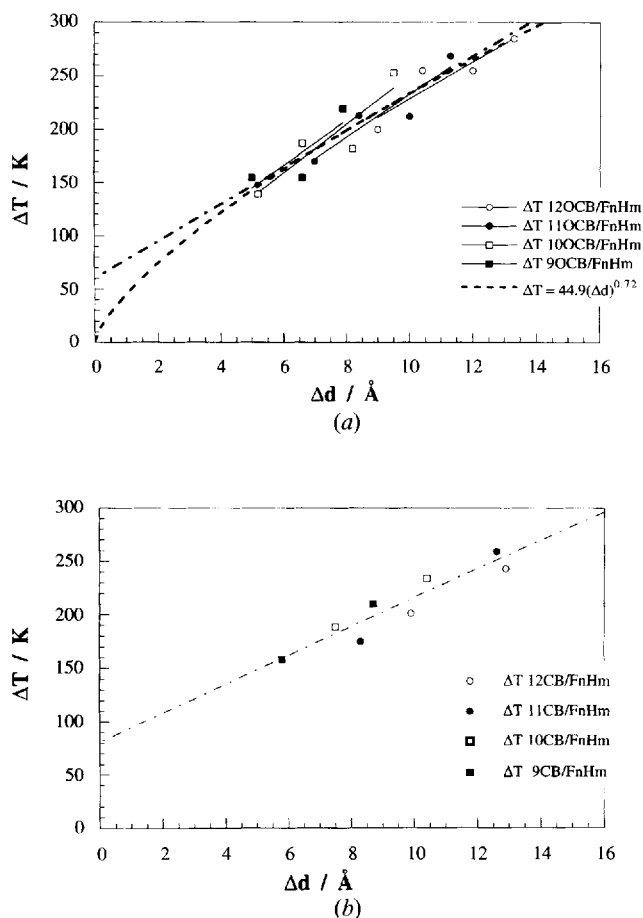 300
250
200
150
100
50
0
ΔT / K
ΔT 12OCB/FnHm
ΔT 11OCB/FnHm
ΔT 10OCB/FnHm
ΔT 9OCB/FnHm
ΔT = 44.9(Δd)^0.72
0 2 4 6 8 10 12 14 16
Δd / Å
(a)
300
250
200
150
100
50
0
ΔT / K
ΔT 12CB/FnHm
ΔT 11CB/FnHm
ΔT 10CB/FnHm
ΔT 9CB/FnHm
0 2 4 6 8 10 12 14 16
Δd / Å
(b)